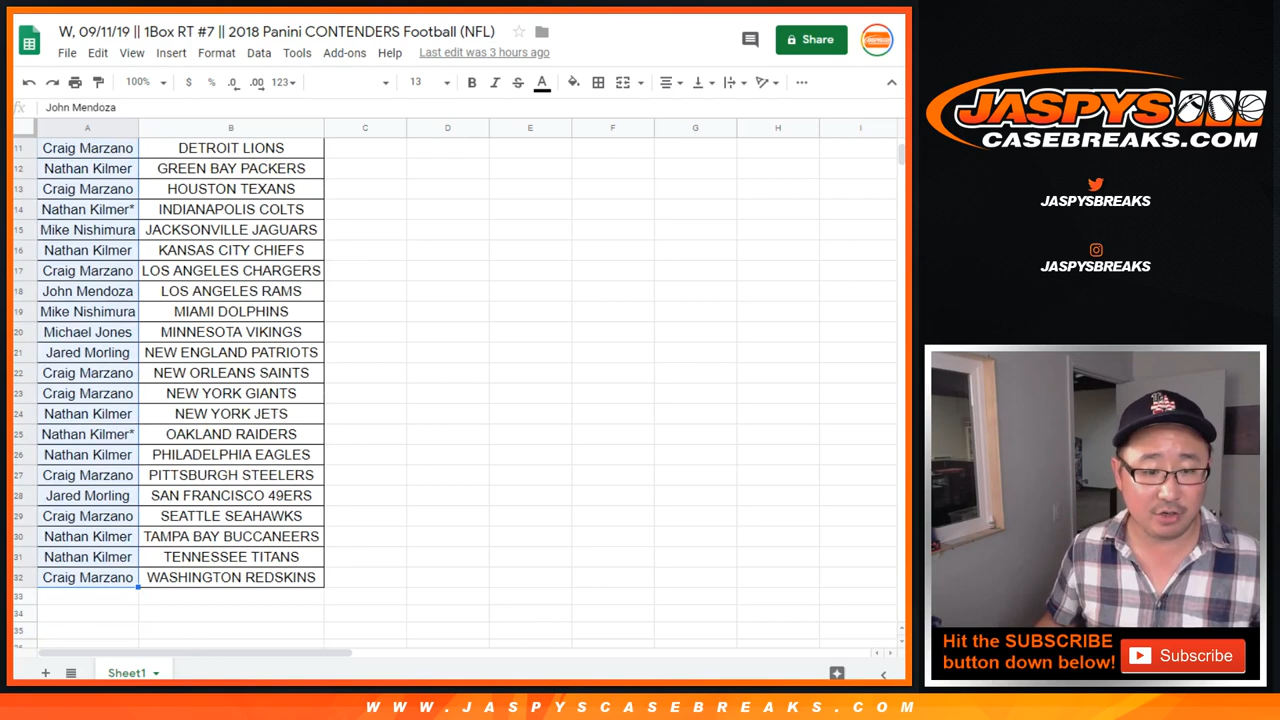 W, 09/11/19 || 1Box RT #7 || 2018 Panini CONTENDERS Football (NFL)
File Edit View Insert Format Data Tools Add-ons Help Last edit was 3 hours ago
Share
100% $ % .0 .00 123 13 B I S A
fx John Mendoza
A B C D E F G H I
11 Craig Marzano DETROIT LIONS
12 Nathan Kilmer GREEN BAY PACKERS
13 Craig Marzano HOUSTON TEXANS
14 Nathan Kilmer* INDIANAPOLIS COLTS
15 Mike Nishimura JACKSONVILLE JAGUARS
16 Nathan Kilmer KANSAS CITY CHIEFS
17 Craig Marzano LOS ANGELES CHARGERS
18 John Mendoza LOS ANGELES RAMS
19 Mike Nishimura MIAMI DOLPHINS
20 Michael Jones MINNESOTA VIKINGS
21 Jared Morling NEW ENGLAND PATRIOTS
22 Craig Marzano NEW ORLEANS SAINTS
23 Craig Marzano NEW YORK GIANTS
24 Nathan Kilmer NEW YORK JETS
25 Nathan Kilmer* OAKLAND RAIDERS
26 Nathan Kilmer PHILADELPHIA EAGLES
27 Craig Marzano PITTSBURGH STEELERS
28 Jared Morling SAN FRANCISCO 49ERS
29 Craig Marzano SEATTLE SEAHAWKS
30 Nathan Kilmer TAMPA BAY BUCCANEERS
31 Nathan Kilmer TENNESSEE TITANS
32 Craig Marzano WASHINGTON REDSKINS
33
34
35
Sheet1
JASPYS
CASEBREAKS.COM
JASPYSBREAKS
JASPYSBREAKS
Hit the SUBSCRIBE
button down below!
Subscribe
WWW.JASPYSCASEBREAKS.COM